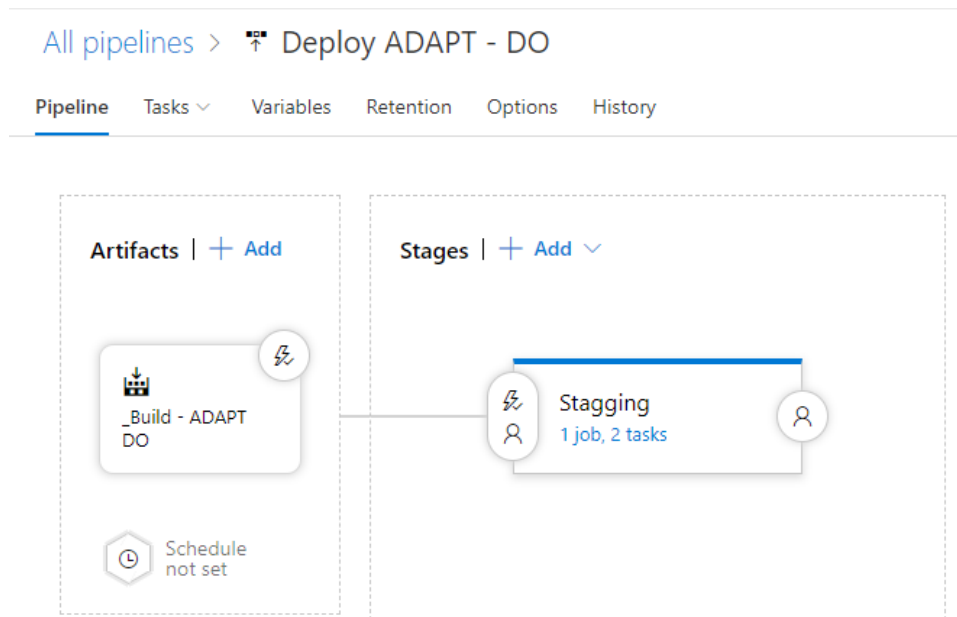 All pipelines > Deploy ADAPT - DO
Pipeline Tasks Variables Retention Options History
Artifacts | + Add
Stages | + Add
_Build - ADAPT
DO
Stagging
1 job, 2 tasks
Schedule
not set